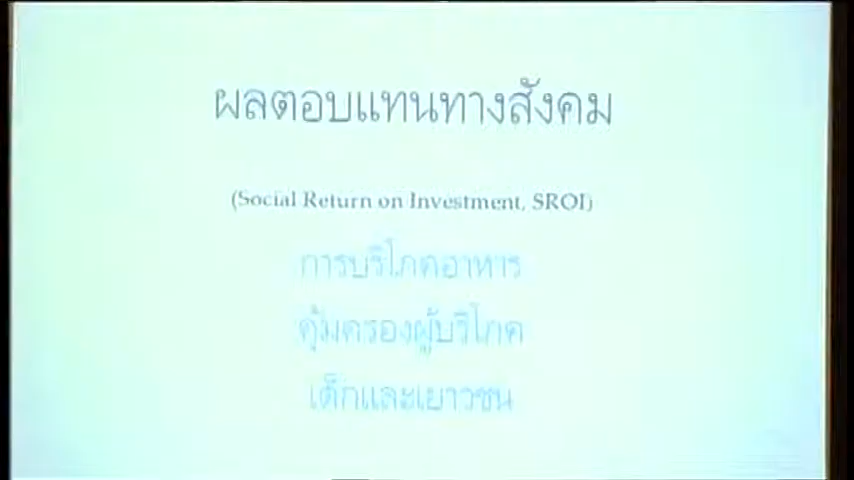 ผลตอบแทนทางสังคม
(Social Return on Investment, SROI)
การบริโภคอาหาร
คุ้มครองผู้บริโภค
เด็กและเยาวชน